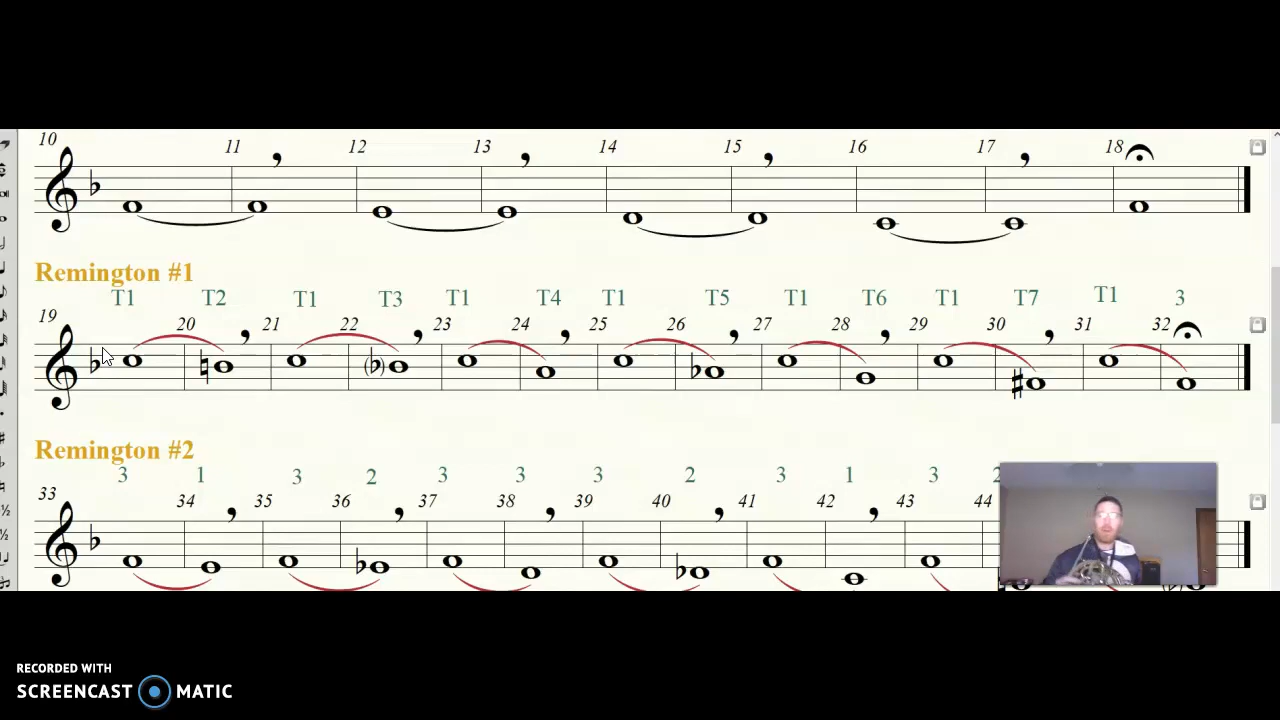 10 11 12 13 14 15 16 17 18
Remington #1
T1 T2 T1 T3 T1 T4 T1 T5 T1 T6 T1 T7 T1 3
19 20 21 22 23 24 25 26 27 28 29 30 31 32
Remington #2
3 1 3 2 3 3 3 2 3 1 3
33 34 35 36 37 38 39 40 41 42 43 44
RECORDED WITH
SCREENCAST MATIC